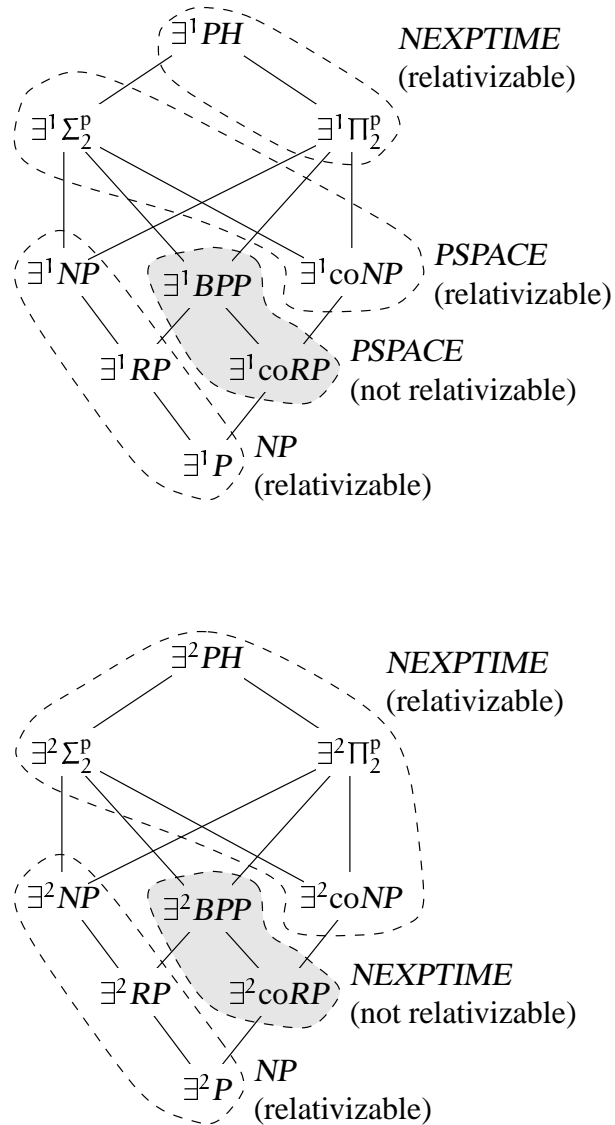 ∃¹PH NEXPTIME
(relativizable)
∃¹Σ₂ᵖ ∃¹Π₂ᵖ
∃¹NP ∃¹BPP ∃¹coNP PSPACE
(relativizable)
∃¹RP ∃¹coRP PSPACE
(not relativizable)
∃¹P NP
(relativizable)
∃²PH NEXPTIME
(relativizable)
∃²Σ₂ᵖ ∃²Π₂ᵖ
∃²NP ∃²BPP ∃²coNP
∃²RP ∃²coRP NEXPTIME
(not relativizable)
∃²P NP
(relativizable)